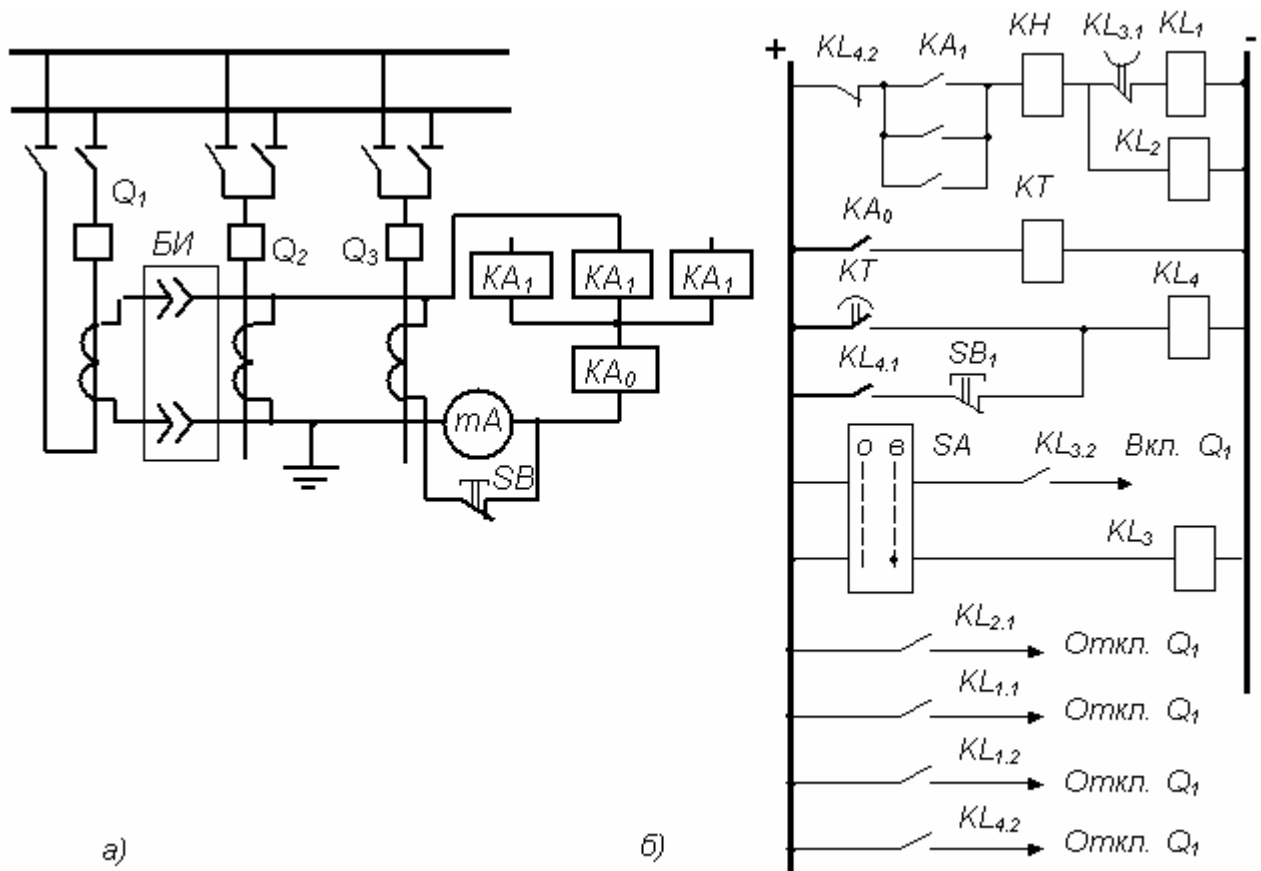 Q1
БИ
Q2
Q3
KA1
KA1
KA1
KA0
mA
SB
а)
+
-
KL4.2
KA1
KH
KL3.1
KL1
KL2
KA0
KT
KT
KL4
KL4.1
SB1
о в
SA
KL3.2
Вкл. Q1
KL3
KL2.1
Откл. Q1
KL1.1
Откл. Q1
KL1.2
Откл. Q1
KL4.2
Откл. Q1
б)